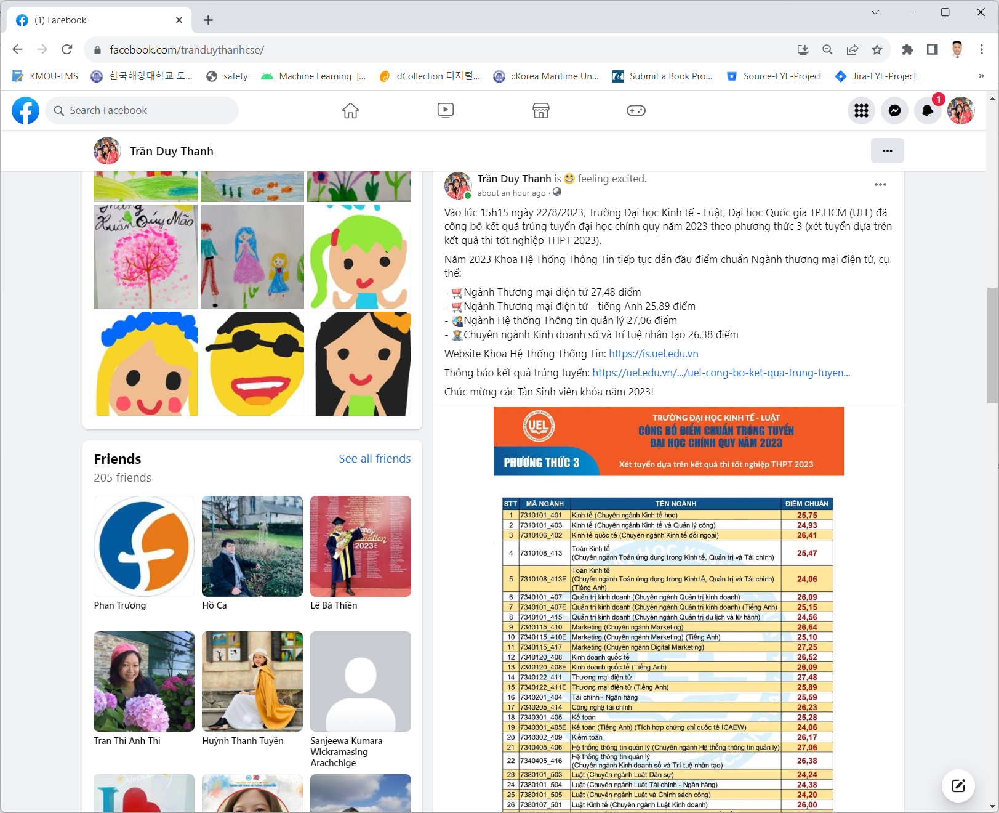 (1) Facebook
facebook.com/tranduythanhcse/
KMOU-LMS
한국해양대학교 도...
safety
Machine Learning |...
dCollection 디지털...
::Korea Maritime Un...
Submit a Book Pro...
Source-EYE-Project
Jira-EYE-Project
»
Search Facebook
1
Trần Duy Thanh
Xuân Quý Mão
Friends
See all friends
205 friends
Phan Trương
Hồ Ca
Happy
2023
Lê Bá Thiền
Tran Thi Anh Thi
Huỳnh Thanh Tuyền
Sanjeewa Kumara
Wickramasing
Arachchige
I
20
Trần Duy Thanh is feeling excited.
about an hour ago ·
Vào lúc 15h15 ngày 22/8/2023, Trường Đại học Kinh tế - Luật, Đại học Quốc gia TP.HCM (UEL) đã
công bố kết quả trúng tuyển đại học chính quy năm 2023 theo phương thức 3 (xét tuyển dựa trên
kết quả thi tốt nghiệp THPT 2023).
Năm 2023 Khoa Hệ Thống Thông Tin tiếp tục dẫn đầu điểm chuẩn Ngành thương mại điện tử, cụ
thể:
- 🛒Ngành Thương mại điện tử 27,48 điểm
- 🛒Ngành Thương mại điện tử - tiếng Anh 25,89 điểm
- Ngành Hệ thống Thông tin quản lý 27,06 điểm
- Chuyên ngành Kinh doanh số và trí tuệ nhân tạo 26,38 điểm
Website Khoa Hệ Thống Thông Tin: https://is.uel.edu.vn
Thông báo kết quả trúng tuyển: https://uel.edu.vn/.../uel-cong-bo-ket-qua-trung-tuyen...
Chúc mừng các Tân Sinh viên khóa năm 2023!
UEL
TRƯỜNG ĐẠI HỌC KINH TẾ - LUẬT
CÔNG BỐ ĐIỂM CHUẨN TRÚNG TUYỂN
ĐẠI HỌC CHÍNH QUY NĂM 2023
PHƯƠNG THỨC 3
Xét tuyển dựa trên kết quả thi tốt nghiệp THPT 2023
STT MÃ NGÀNH TÊN NGÀNH ĐIỂM CHUẨN
1 7310101_401 Kinh tế (Chuyên ngành Kinh tế học) 25,75
2 7310101_403 Kinh tế (Chuyên ngành Kinh tế và Quản lý công) 24,93
3 7310106_402 Kinh tế quốc tế (Chuyên ngành Kinh tế đối ngoại) 26,41
4 7310108_413 Toán Kinh tế
(Chuyên ngành Toán ứng dụng trong Kinh tế, Quản trị và Tài chính) 25,47
5 7310108_413E Toán Kinh tế
(Chuyên ngành Toán ứng dụng trong Kinh tế, Quản trị và Tài chính)
(Tiếng Anh) 24,06
6 7340101_407 Quản trị kinh doanh (Chuyên ngành Quản trị kinh doanh) 26,09
7 7340101_407E Quản trị kinh doanh (Chuyên ngành Quản trị kinh doanh) (Tiếng Anh) 25,15
8 7340101_415 Quản trị kinh doanh (Chuyên ngành Quản trị du lịch và lữ hành) 24,56
9 7340115_410 Marketing (Chuyên ngành Marketing) 26,64
10 7340115_410E Marketing (Chuyên ngành Marketing) (Tiếng Anh) 25,10
11 7340115_417 Marketing (Chuyên ngành Digital Marketing) 27,25
12 7340120_408 Kinh doanh quốc tế 26,52
13 7340120_408E Kinh doanh quốc tế (Tiếng Anh) 26,09
14 7340122_411 Thương mại điện tử 27,48
15 7340122_411E Thương mại điện tử (Tiếng Anh) 25,89
16 7340201_404 Tài chính - Ngân hàng 25,59
17 7340205_414 Công nghệ tài chính 26,23
18 7340301_405 Kế toán 25,28
19 7340301_405E Kế toán (Tiếng Anh) (Tích hợp chứng chỉ quốc tế ICAEW) 24,06
20 7340302_409 Kiểm toán 26,17
21 7340405_406 Hệ thống thông tin quản lý (Chuyên ngành Hệ thống thông tin quản lý) 27,06
22 7340405_416 Hệ thống thông tin quản lý
(Chuyên ngành Kinh doanh số và Trí tuệ nhân tạo) 26,38
23 7380101_503 Luật (Chuyên ngành Luật Dân sự) 24,24
24 7380101_504 Luật (Chuyên ngành Luật Tài chính - Ngân hàng) 24,38
25 7380101_505 Luật (Chuyên ngành Luật và Chính sách công) 24,20
26 7380107_501 Luật Kinh tế (Chuyên ngành Luật Kinh doanh) 26,00